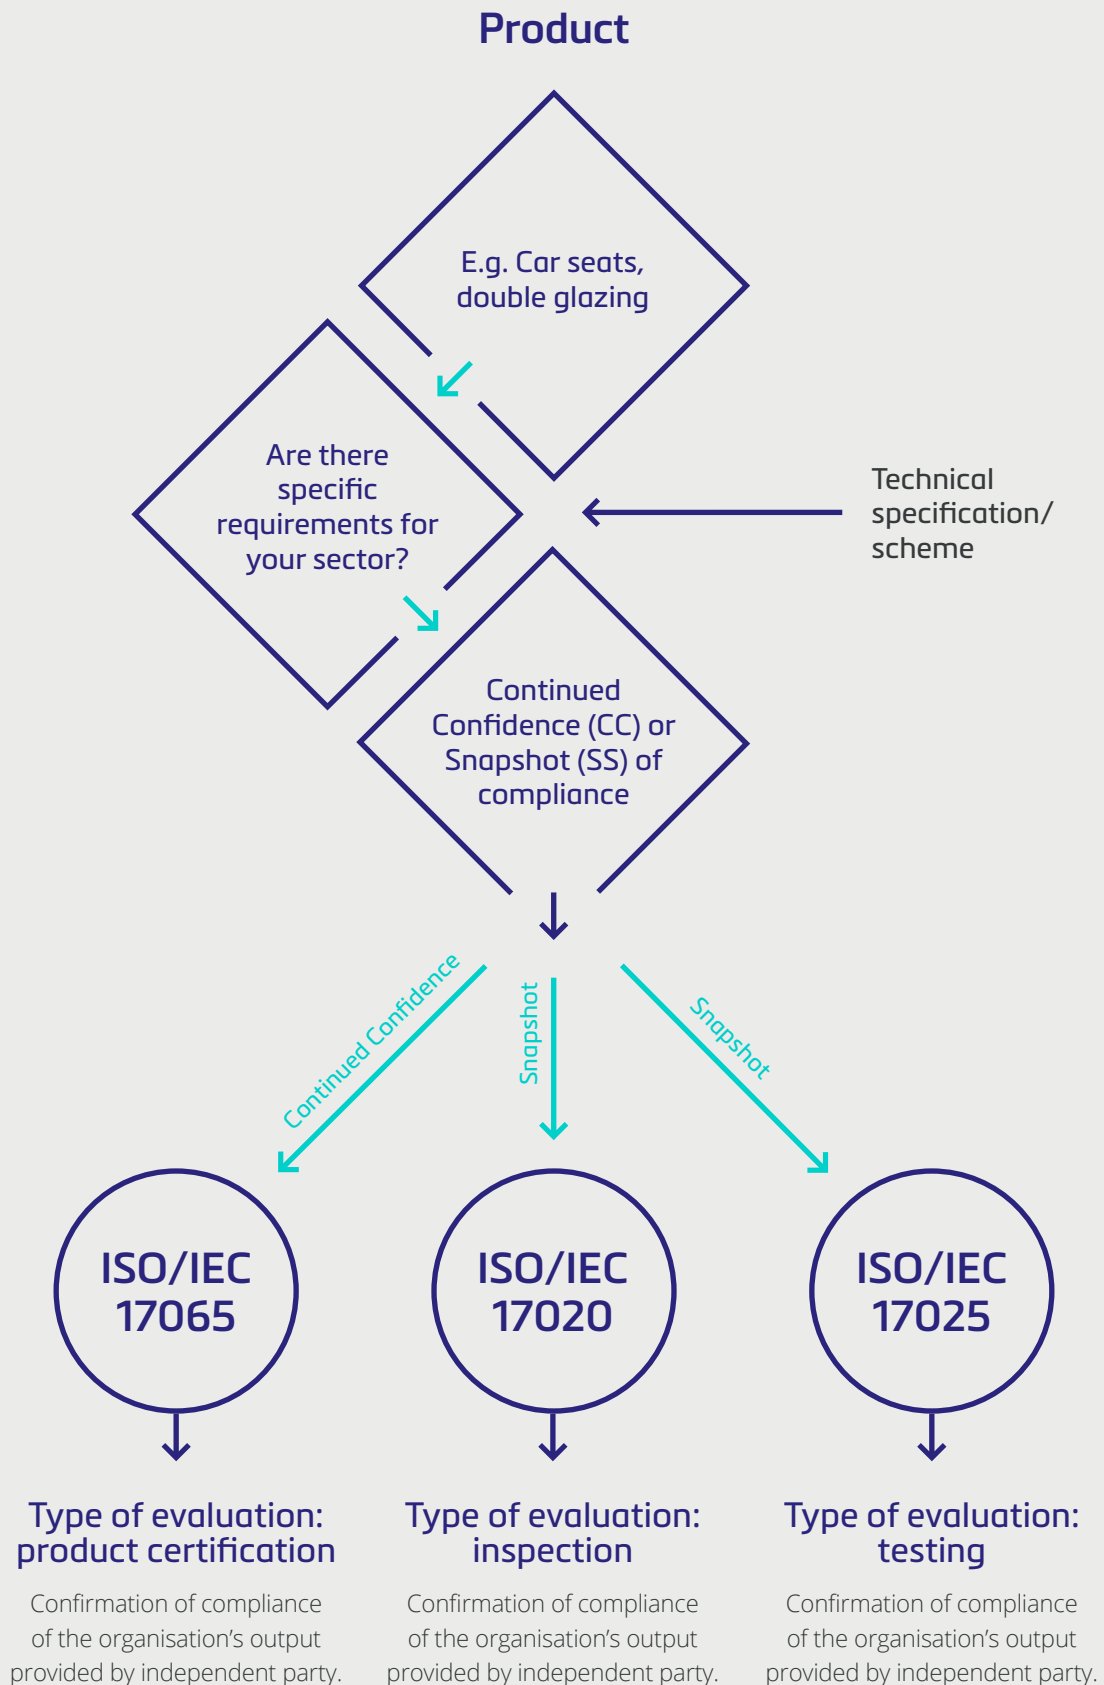 Product
E.g. Car seats,
double glazing
Are there
specific
requirements for
your sector?
Technical
specification/
scheme
Continued
Confidence (CC) or
Snapshot (SS) of
compliance
Continued Confidence
Snapshot
Snapshot
ISO/IEC
17065
ISO/IEC
17020
ISO/IEC
17025
Type of evaluation:
product certification
Confirmation of compliance
of the organisation’s output
provided by independent party.
Type of evaluation:
inspection
Confirmation of compliance
of the organisation’s output
provided by independent party.
Type of evaluation:
testing
Confirmation of compliance
of the organisation’s output
provided by independent party.